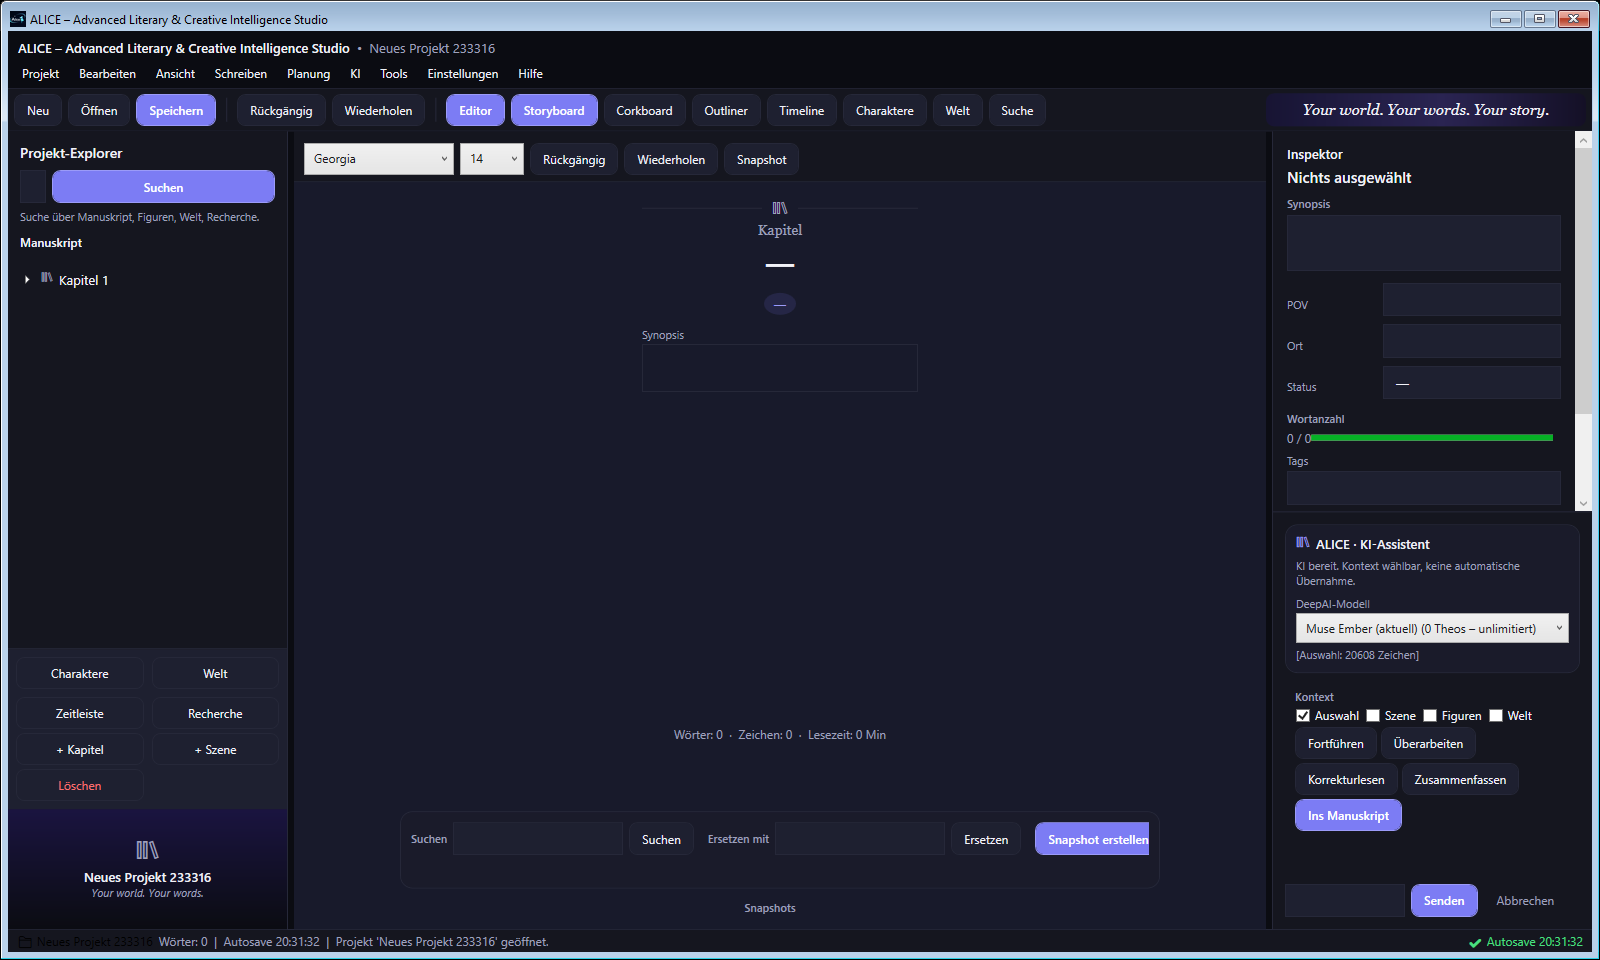 ALICE – Advanced Literary & Creative Intelligence Studio
ALICE – Advanced Literary & Creative Intelligence Studio • Neues Projekt 233316
Projekt Bearbeiten Ansicht Schreiben Planung KI Tools Einstellungen Hilfe
Neu Öffnen Speichern Rückgängig Wiederholen Editor Storyboard Corkboard Outliner Timeline Charaktere Welt Suche Your world. Your words. Your story.
Projekt-Explorer
Suchen
Suche über Manuskript, Figuren, Welt, Recherche.
Manuskript
Kapitel 1
Charaktere Welt
Zeitleiste Recherche
+ Kapitel + Szene
Löschen
Neues Projekt 233316
Your world. Your words.
Georgia 14 Rückgängig Wiederholen Snapshot
Kapitel
—
—
Synopsis
Wörter: 0 · Zeichen: 0 · Lesezeit: 0 Min
Suchen Suchen Ersetzen mit Ersetzen Snapshot erstellen
Snapshots
Inspektor
Nichts ausgewählt
Synopsis
POV
Ort
Status —
Wortanzahl
0 / 0
Tags
ALICE · KI-Assistent
KI bereit. Kontext wählbar, keine automatische
Übernahme.
DeepAI-Modell
Muse Ember (aktuell) (0 Theos – unlimitiert)
[Auswahl: 20608 Zeichen]
Kontext
Auswahl Szene Figuren Welt
Fortführen Überarbeiten
Korrekturlesen Zusammenfassen
Ins Manuskript
Senden Abbrechen
Neues Projekt 233316 Wörter: 0 | Autosave 20:31:32 | Projekt 'Neues Projekt 233316' geöffnet. Autosave 20:31:32